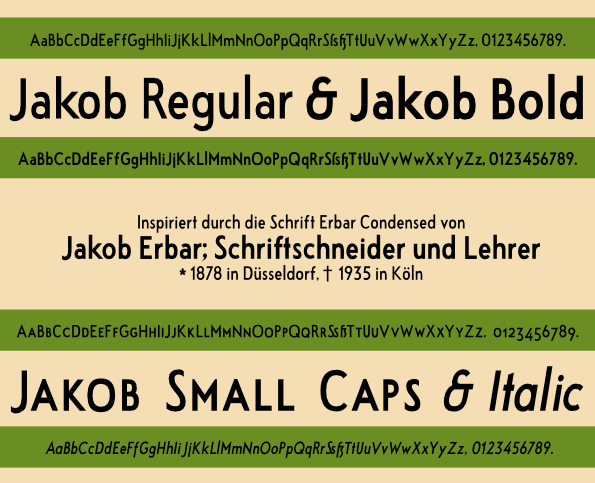 AaBbCcDdEeFfGgHhIiJjKkLlMmNnOoPpQqRrSſsßTtUuVvWwXxYyZz, 0123456789.
Jakob Regular & Jakob Bold
AaBbCcDdEeFfGgHhIiJjKkLlMmNnOoPpQqRrSſsßTtUuVvWwXxYyZz, 0123456789.
Inspiriert durch die Schrift Erbar Condensed von
Jakob Erbar; Schriftschneider und Lehrer
* 1878 in Düsseldorf, † 1935 in Köln
AaBbCcDdEeFfGgHhIiJjKkLlMmNnOoPpQqRrSſsßTtUuVvWwXxYyZz, 0123456789.
Jakob Small Caps & Italic
AaBbCcDdEeFfGgHhIiJjKkLlMmNnOoPpQqRrSſsßTtUuVvWwXxYyZz, 0123456789.